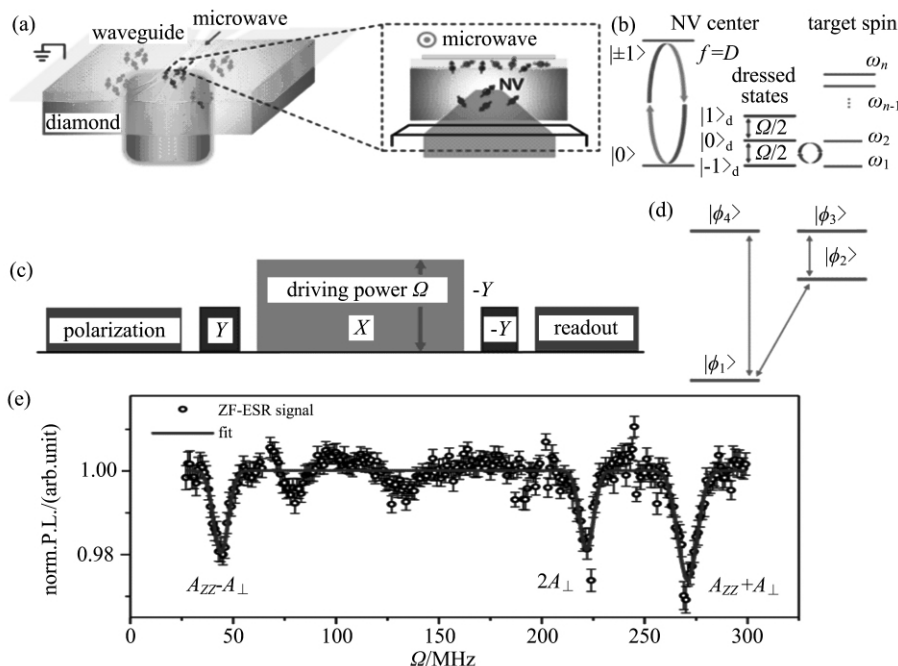 (a)
waveguide
microwave
diamond
microwave
NV
(b)
NV center
target spin
|±1>
f=D
dressed
states
|0>
|1>d
|0>d
|-1>d
Ω/2
Ω/2
ωn
ωn-1
ω2
ω1
(c)
polarization
Y
driving power Ω
X
-Y
-Y
readout
(d)
|ϕ4>
|ϕ3>
|ϕ2>
|ϕ1>
(e)
ZF-ESR signal
fit
norm.P.L./(arb.unit)
1.00
0.98
AZZ-A⊥
2A⊥
AZZ+A⊥
0 50 100 150 200 250 300
Ω/MHz